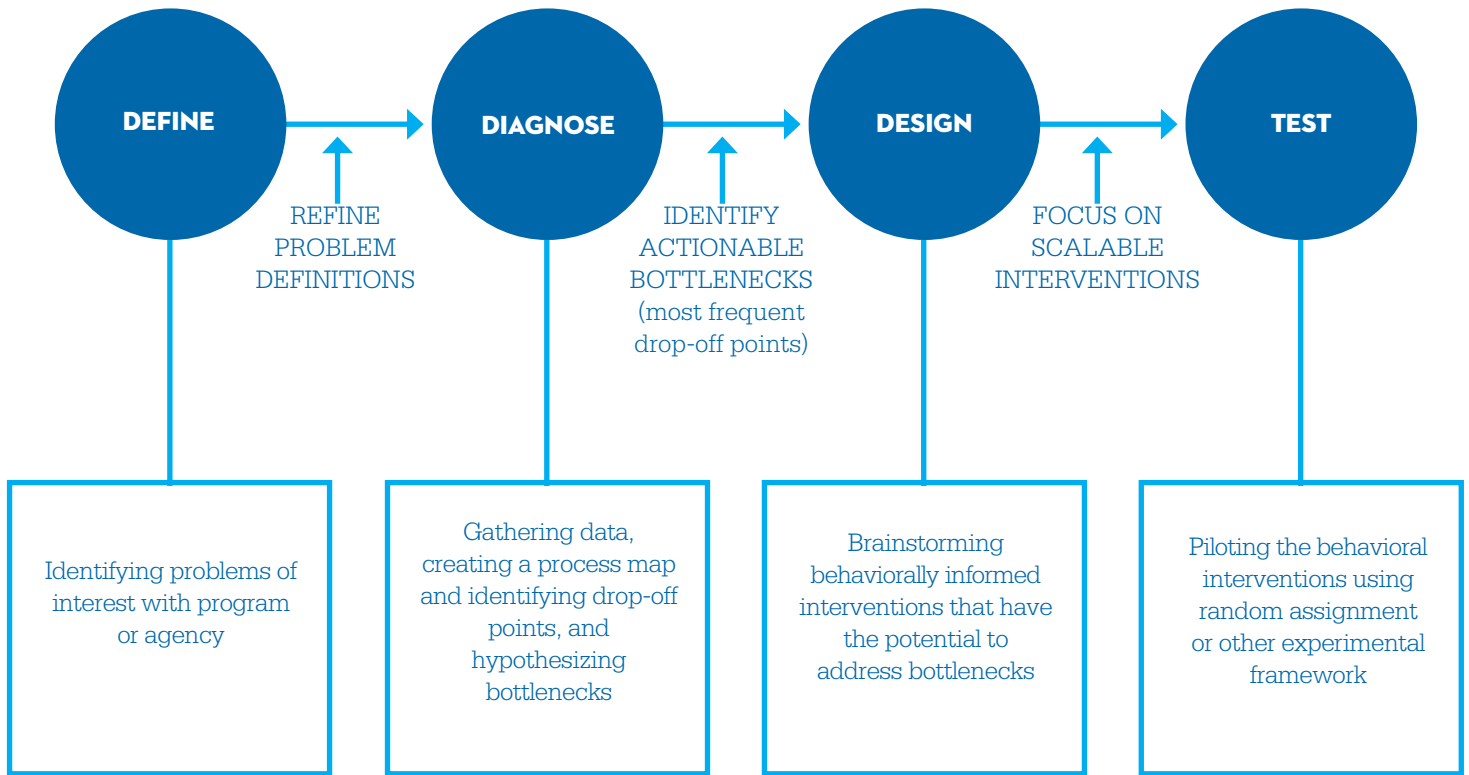 DEFINE
DIAGNOSE
DESIGN
TEST
REFINE
PROBLEM
DEFINITIONS
IDENTIFY
ACTIONABLE
BOTTLENECKS
(most frequent
drop-off points)
FOCUS ON
SCALABLE
INTERVENTIONS
Identifying problems of
interest with program
or agency
Gathering data,
creating a process map
and identifying drop-off
points, and
hypothesizing
bottlenecks
Brainstorming
behaviorally informed
interventions that have
the potential to
address bottlenecks
Piloting the behavioral
interventions using
random assignment
or other experimental
framework